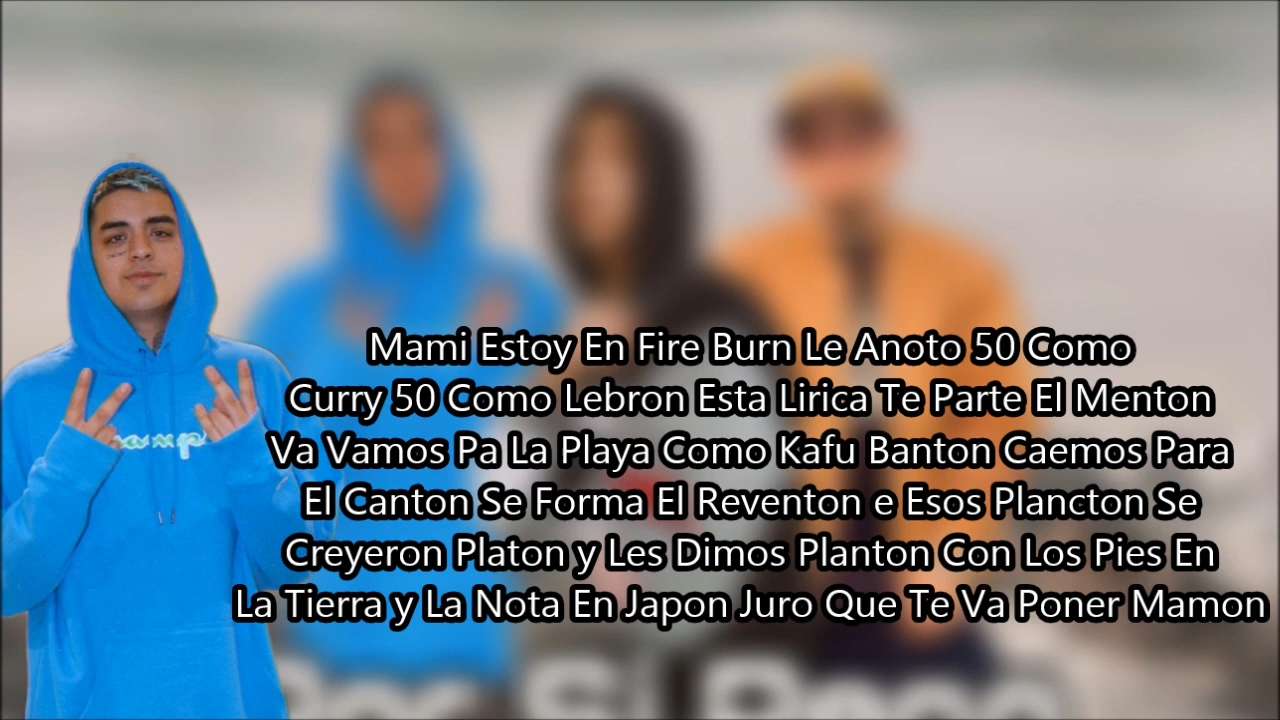 Mami Estoy En Fire Burn Le Anoto 50 Como
Curry 50 Como Lebron Esta Lirica Te Parte El Menton
Va Vamos Pa La Playa Como Kafu Banton Caemos Para
El Canton Se Forma El Reventon e Esos Plancton Se
Creyeron Platon y Les Dimos Planton Con Los Pies En
La Tierra y La Nota En Japon Juro Que Te Va Poner Mamon